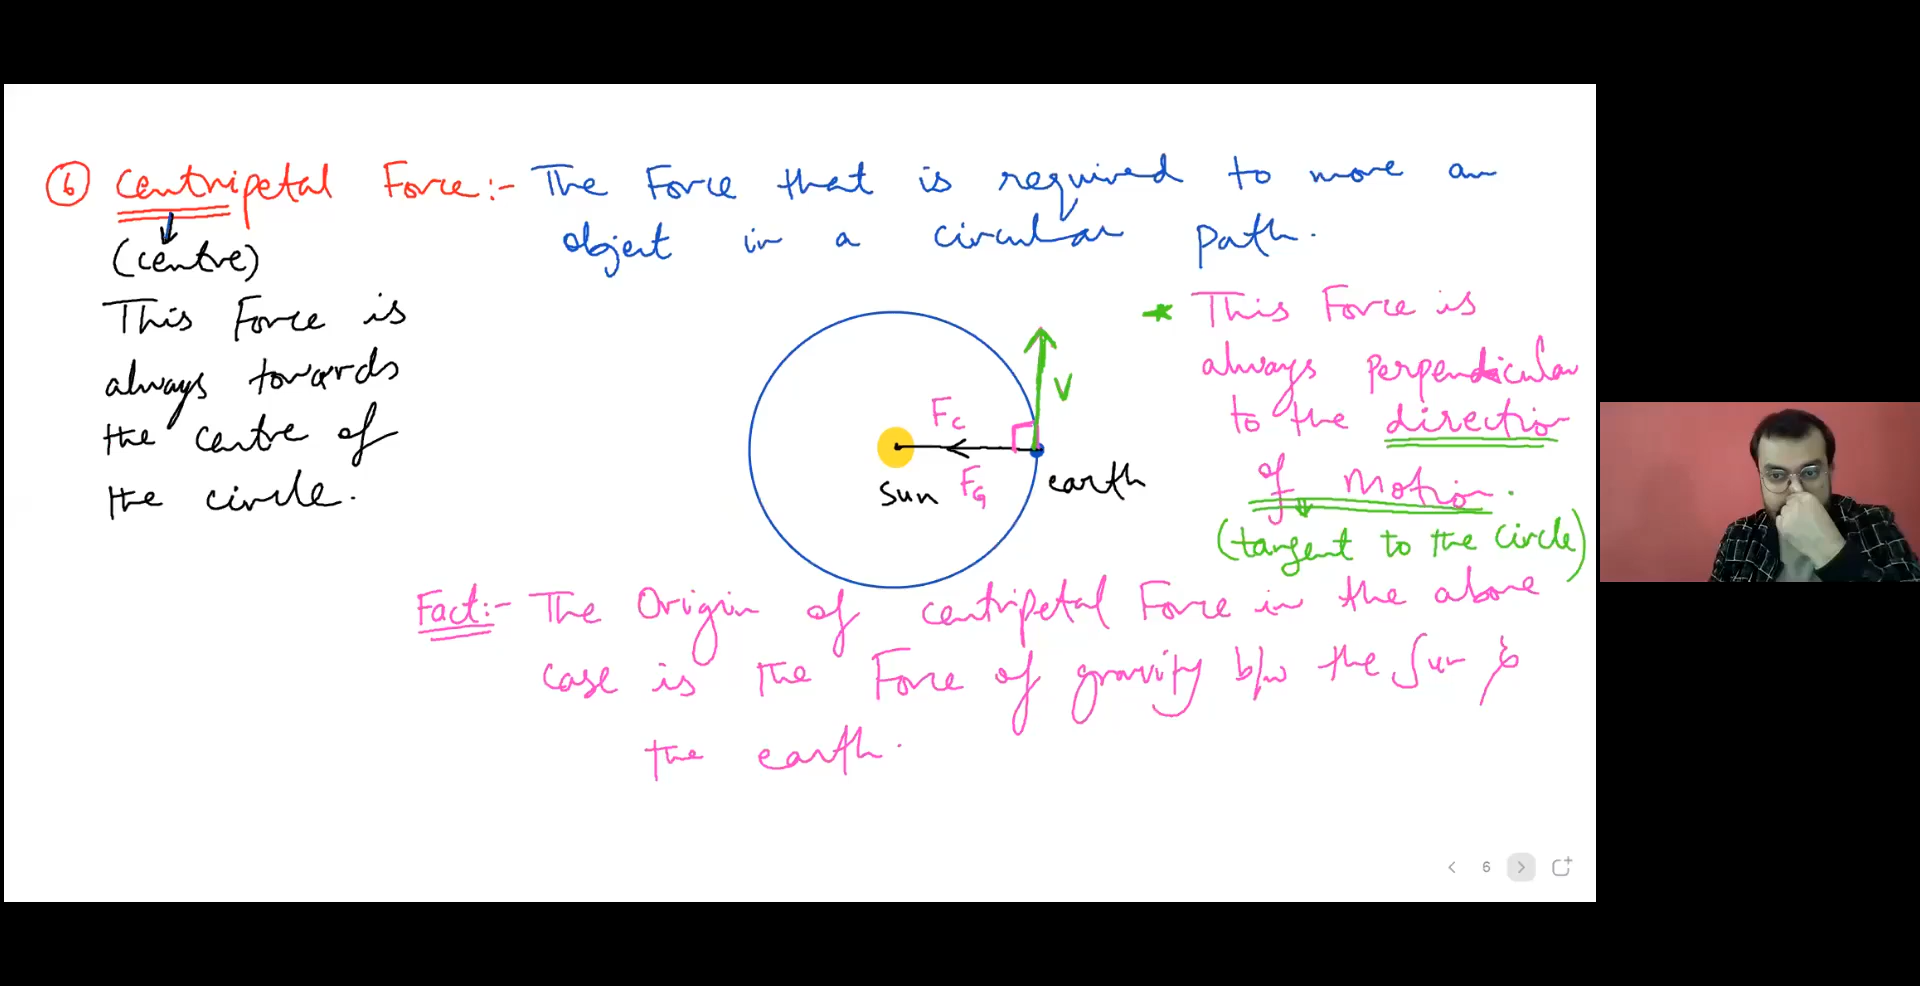 6 Centripetal Force:- The Force that is required to move an
object in a circular path.
(centre)
This Force is
always towards
the centre of
the circle.
* This Force is
always perpendicular
to the direction
of motion.
(tangent to the circle)
V
Fc
FG
Sun
earth
Fact:- The Origin of centripetal Force in the above
case is the Force of gravity b/w the Sun &
the earth.
6